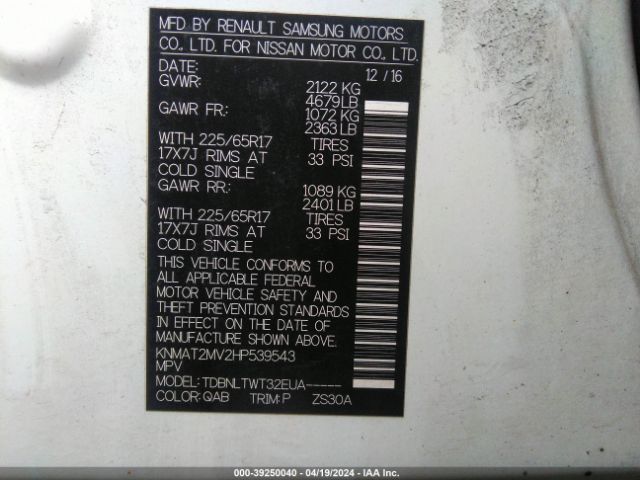 MFD. BY RENAULT SAMSUNG MOTORS
CO., LTD. FOR NISSAN MOTOR CO., LTD.
DATE: 12 / 16
GVWR: 2122 KG
4679 LB
GAWR FR: 1072 KG
2363 LB
WITH 225/65R17 TIRES
17X7J RIMS AT 33 PSI
COLD SINGLE
GAWR RR: 1089 KG
2401 LB
WITH 225/65R17 TIRES
17X7J RIMS AT 33 PSI
COLD SINGLE
THIS VEHICLE CONFORMS TO
ALL APPLICABLE FEDERAL
MOTOR VEHICLE SAFETY AND
THEFT PREVENTION STANDARDS
IN EFFECT ON THE DATE OF
MANUFACTURE SHOWN ABOVE.
KNMAT2MV2HP539543
MPV
MODEL: TDBNLTWT32EUA-----
COLOR: QAB TRIM: P ZS30A
000-39250040 - 04/19/2024 - IAA Inc.